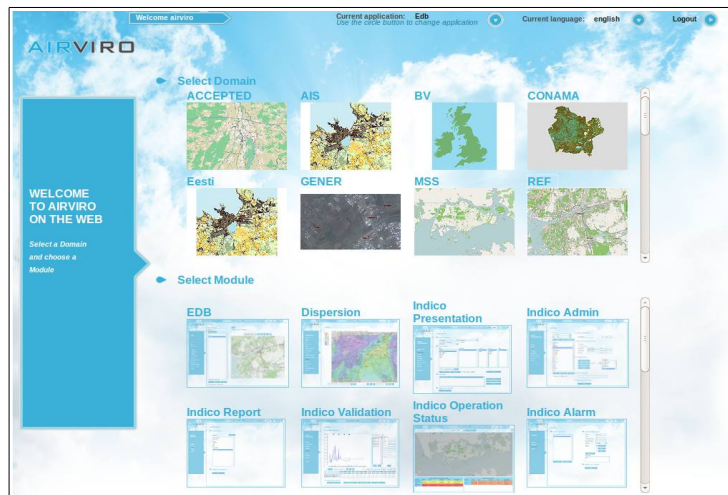 Welcome airviro
Current application: Edb
Use the circle button to change application
Current language: english
Logout
AIRVIRO
Select Domain
ACCEPTED
AIS
BV
CONAMA
WELCOME
TO AIRVIRO
ON THE WEB
Select a Domain
and choose a
Module
Eesti
GENER
MSS
REF
Select Module
EDB
Dispersion
Indico
Presentation
Indico Admin
Indico Report
Indico Validation
Indico Operation
Status
Indico Alarm